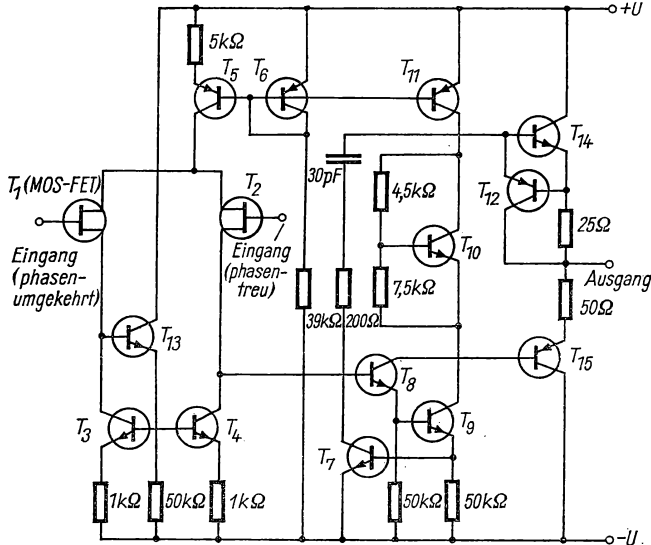 +U
5kΩ
T5
T6
T11
T14
T1 (MOS-FET)
T2
30pF
4,5kΩ
T12
25Ω
Eingang
(phasen-
umgekehrt)
Eingang
(phasen-
treu)
T10
Ausgang
7,5kΩ
50Ω
39kΩ
200Ω
T13
T8
T15
T3
T4
T7
T9
1kΩ
50kΩ
1kΩ
50kΩ
50kΩ
-U